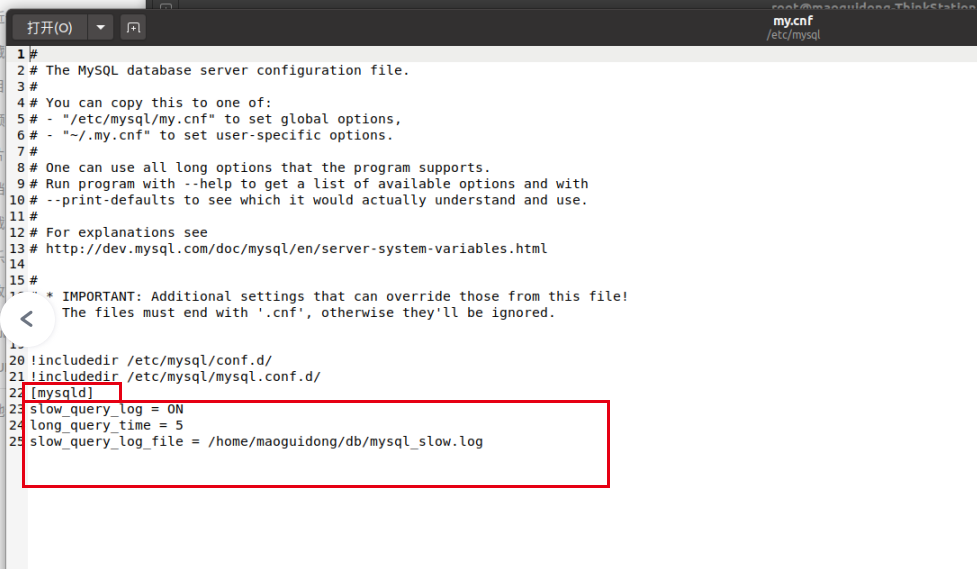 打开(O)
my.cnf
/etc/mysql
1 #
2 # The MySQL database server configuration file.
3 #
4 # You can copy this to one of:
5 # - "/etc/mysql/my.cnf" to set global options,
6 # - "~/.my.cnf" to set user-specific options.
7 #
8 # One can use all long options that the program supports.
9 # Run program with --help to get a list of available options and with
10 # --print-defaults to see which it would actually understand and use.
11 #
12 # For explanations see
13 # http://dev.mysql.com/doc/mysql/en/server-system-variables.html
14
15 #
* IMPORTANT: Additional settings that can override those from this file!
The files must end with '.cnf', otherwise they'll be ignored.
20 !includedir /etc/mysql/conf.d/
21 !includedir /etc/mysql/mysql.conf.d/
22 [mysqld]
23 slow_query_log = ON
24 long_query_time = 5
25 slow_query_log_file = /home/maoguidong/db/mysql_slow.log